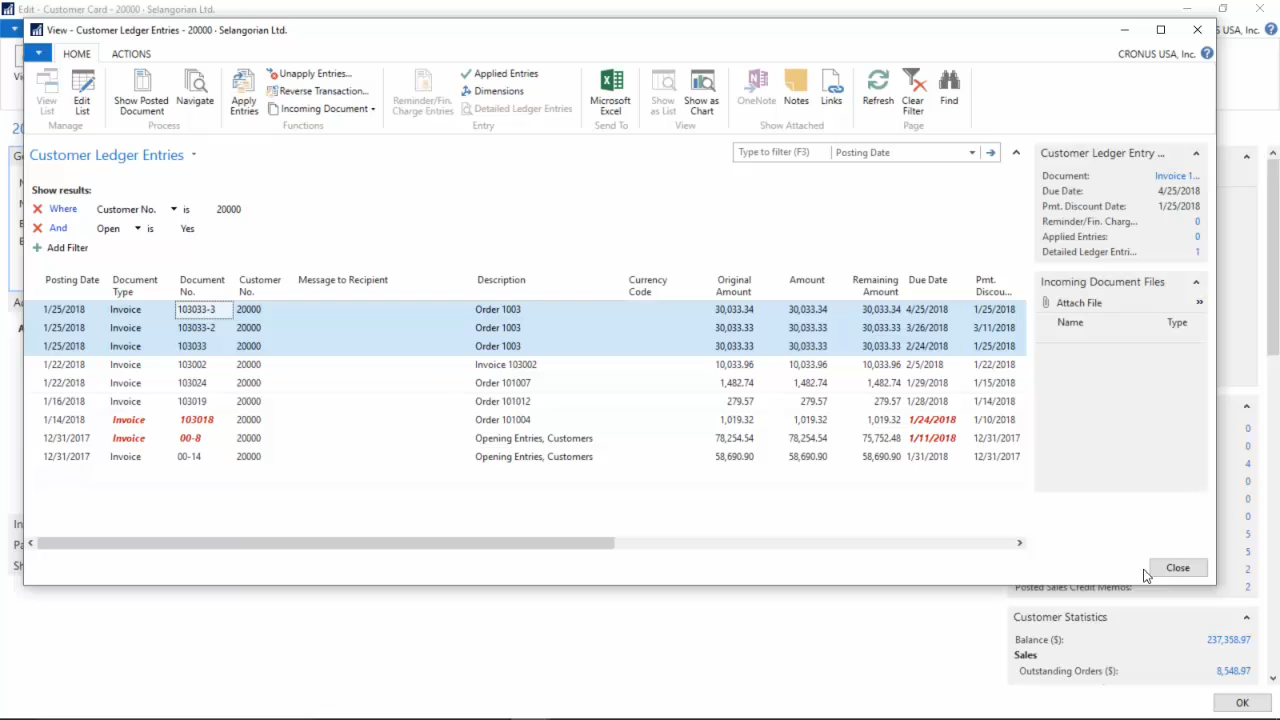 Edit - Customer Card - 20000 · Selangorian Ltd.
View - Customer Ledger Entries - 20000 · Selangorian Ltd.
HOME ACTIONS
CRONUS USA, Inc.
View List
Edit List
Manage
Show Posted Document
Navigate
Process
Apply Entries
Unapply Entries...
Reverse Transaction...
Incoming Document
Functions
Reminder/Fin. Charge Entries
Applied Entries
Dimensions
Detailed Ledger Entries
Entry
Microsoft Excel
Send To
Show as List
Show as Chart
View
OneNote
Notes
Links
Show Attached
Refresh
Clear Filter
Find
Page
Customer Ledger Entries
Type to filter (F3) Posting Date
Show results:
Where Customer No. is 20000
And Open is Yes
Add Filter
Posting Date Document Type Document No. Customer No. Message to Recipient Description Currency Code Original Amount Amount Remaining Amount Due Date Pmt. Discou...
1/25/2018 Invoice 103033-3 20000 Order 1003 30,033.34 30,033.34 30,033.34 4/25/2018 1/25/2018
1/25/2018 Invoice 103033-2 20000 Order 1003 30,033.33 30,033.33 30,033.33 3/26/2018 3/11/2018
1/25/2018 Invoice 103033 20000 Order 1003 30,033.33 30,033.33 30,033.33 2/24/2018 1/25/2018
1/22/2018 Invoice 103002 20000 Invoice 103002 10,033.96 10,033.96 10,033.96 2/5/2018 1/22/2018
1/22/2018 Invoice 103024 20000 Order 101007 1,482.74 1,482.74 1,482.74 1/29/2018 1/15/2018
1/16/2018 Invoice 103019 20000 Order 101012 279.57 279.57 279.57 1/28/2018 1/14/2018
1/14/2018 Invoice 103018 20000 Order 101004 1,019.32 1,019.32 1,019.32 1/24/2018 1/10/2018
12/31/2017 Invoice 00-8 20000 Opening Entries, Customers 78,254.54 78,254.54 75,752.48 1/11/2018 12/31/2017
12/31/2017 Invoice 00-14 20000 Opening Entries, Customers 58,690.90 58,690.90 58,690.90 1/31/2018 12/31/2017
Customer Ledger Entry ...
Document: Invoice 1...
Due Date: 4/25/2018
Pmt. Discount Date: 1/25/2018
Reminder/Fin. Charg... 0
Applied Entries: 0
Detailed Ledger Entri... 1
Incoming Document Files
Attach File
Name Type
Close
0
0
4
0
0
0
5
5
2
Posted Sales Credit Memos: 2
Customer Statistics
Balance ($): 237,358.97
Sales
Outstanding Orders ($): 8,548.97
OK